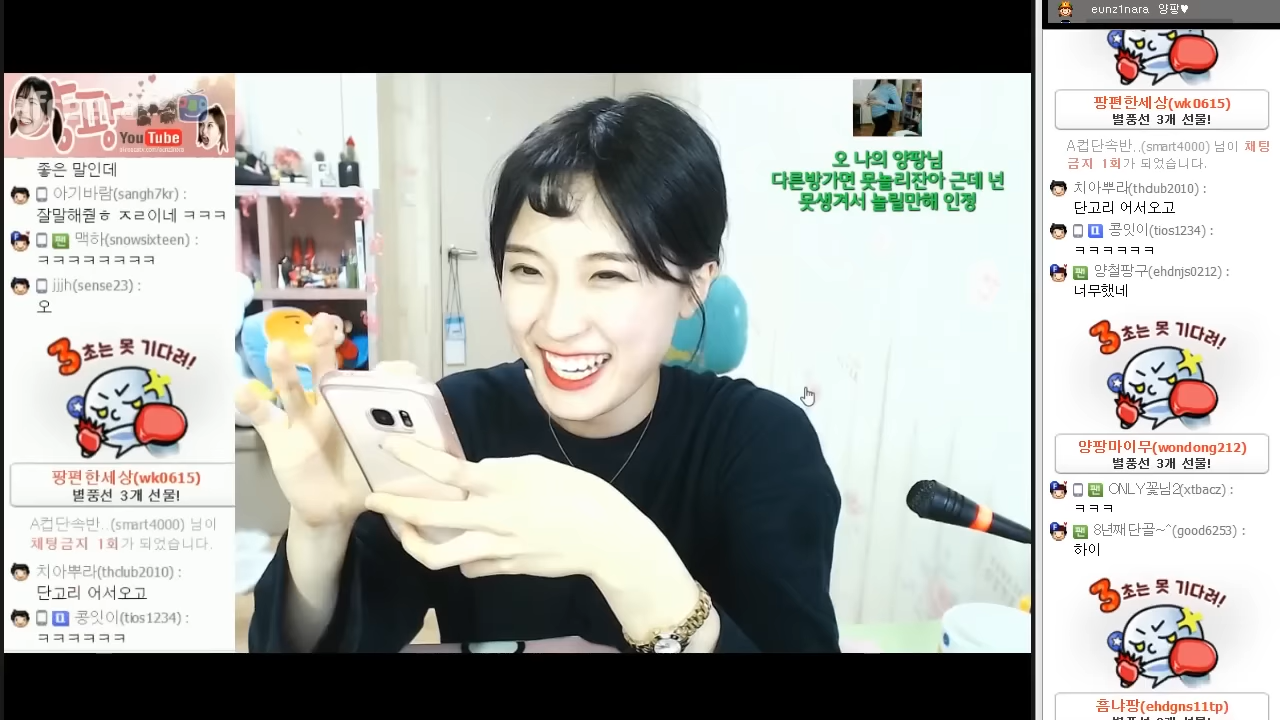 양팡
YouTube
좋은 말인데
아기바람(sangh7kr) :
잘말해줟ㅎ ㅈㄹ이네 ㅋㅋㅋ
팬 맥하(snowsixteen) :
ㅋㅋㅋㅋㅋㅋㅋㅋ
jjjh(sense23) :
오
3초는 못 기다려!
팡편한세상(wk0615)
별풍선 3개 선물!
A컵단속반..(smart4000) 님이
채팅금지 1회가 되었습니다.
치아뿌라(thclub2010) :
단고리 어서오고
콩잇이(tios1234) :
ㅋㅋㅋㅋㅋㅋ
오 나의 양팡님
다른방가면 못놀리잔아 근데 넌
못생겨서 놀릴만해 인정
eunz1nara 양팡♥
팡편한세상(wk0615)
별풍선 3개 선물!
A컵단속반..(smart4000) 님이 채팅
금지 1회가 되었습니다.
치아뿌라(thclub2010) :
단고리 어서오고
콩잇이(tios1234) :
ㅋㅋㅋㅋㅋㅋ
팬 양철팡구(ehdnjs0212) :
너무했네
3초는 못 기다려!
양팡마이무(wondong212)
별풍선 3개 선물!
팬 ONLY꽃님2(xtbacz) :
ㅋㅋㅋ
팬 8년째단골~^(good6253) :
하이
3초는 못 기다려!
흠냐팡(ehdgns11tp)